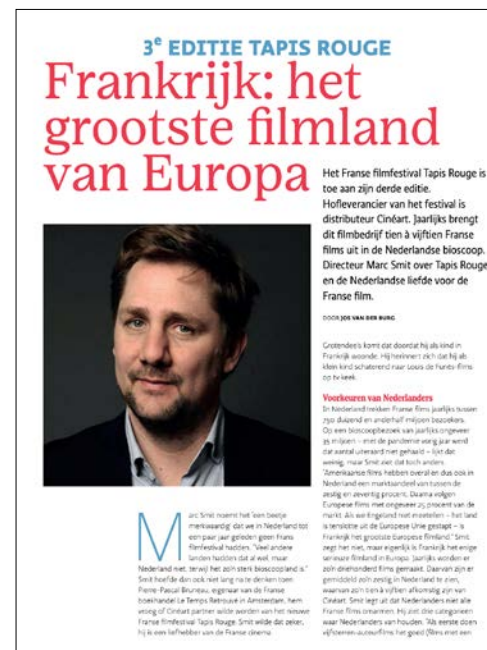 3e EDITIE TAPIS ROUGE
Frankrijk: het
grootste filmland
van Europa
Het Franse filmfestival Tapis Rouge is
toe aan zijn derde editie.
Hofleverancier van het festival is
distributeur Cinéart. Jaarlijks brengt
dit filmbedrijf tien à vijftien Franse
films uit in de Nederlandse bioscoop.
Directeur Marc Smit over Tapis Rouge
en de Nederlandse liefde voor de
Franse film.
DOOR JOS VAN DER BURG
Marc Smit noemt het 'een beetje
merkwaardig' dat we in Nederland tot
een paar jaar geleden geen Frans
filmfestival hadden. "Veel andere
landen hadden dat al wel, maar
Nederland niet, terwijl het zo'n sterk bioscoopland is."
Smit hoefde dan ook niet lang na te denken toen
Pierre-Pascal Bruneau, eigenaar van de Franse
boekhandel Le Temps Retrouvé in Amsterdam, hem
vroeg of Cinéart partner wilde worden van het nieuwe
Franse filmfestival Tapis Rouge. Smit wilde dat zeker,
hij is een liefhebber van de Franse cinema.
Grotendeels komt dat doordat hij als kind in
Frankrijk woonde. Hij herinnert zich dat hij als
klein kind schaterend naar Louis de Funès-films
op tv keek.
Voorkeuren van Nederlanders
In Nederland trekken Franse films jaarlijks tussen
750 duizend en anderhalf miljoen bezoekers.
Op een bioscoopbezoek van jaarlijks ongeveer
35 miljoen – met de pandemie vorig jaar werd
dat aantal uiteraard niet gehaald – lijkt dat
weinig, maar Smit ziet dat toch anders.
"Amerikaanse films hebben overal en dus ook in
Nederland een marktaandeel van tussen de
zestig en zeventig procent. Daarna volgen
Europese films met ongeveer 25 procent van de
markt. Als we Engeland niet meetellen – het land
is tenslotte uit de Europese Unie gestapt – is
Frankrijk het grootste Europese filmland." Smit
zegt het niet, maar eigenlijk is Frankrijk het enige
serieuze filmland in Europa. Jaarlijks worden er
zo'n driehonderd films gemaakt. Daarvan zijn er
gemiddeld zo'n zestig in Nederland te zien,
waarvan zo'n tien à vijftien afkomstig zijn van
Cinéart. Smit legt uit dat Nederlanders niet alle
Franse films omarmen. Hij ziet drie categorieën
waar Nederlanders van houden. "Als eerste doen
vijfsterren-auteurfilms het goed (films met een